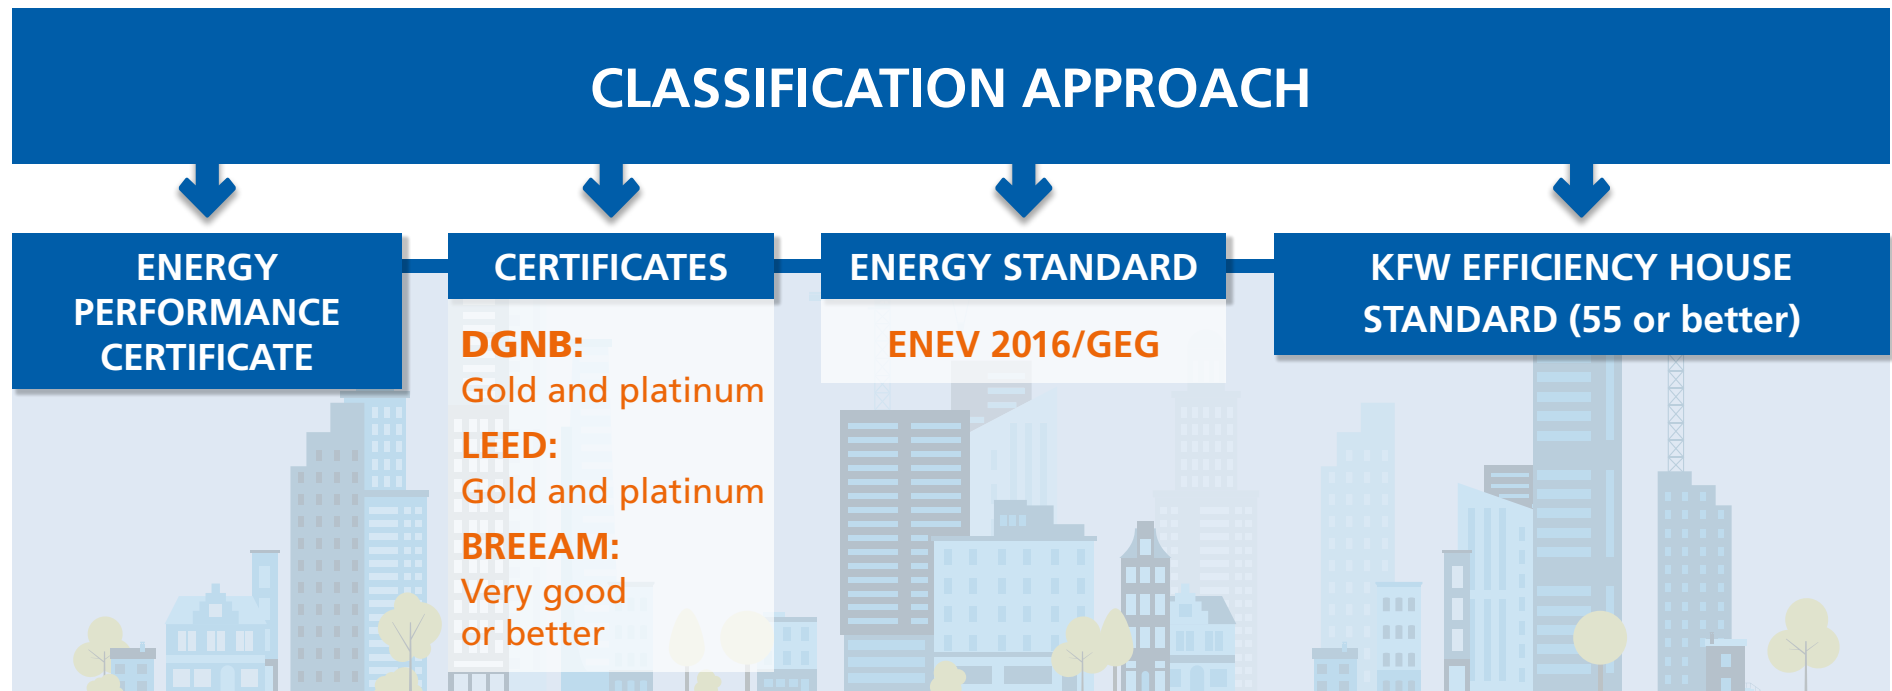 CLASSIFICATION APPROACH
ENERGY
PERFORMANCE
CERTIFICATE
CERTIFICATES
DGNB:
Gold and platinum
LEED:
Gold and platinum
BREEAM:
Very good
or better
ENERGY STANDARD
ENEV 2016/GEG
KFW EFFICIENCY HOUSE
STANDARD (55 or better)